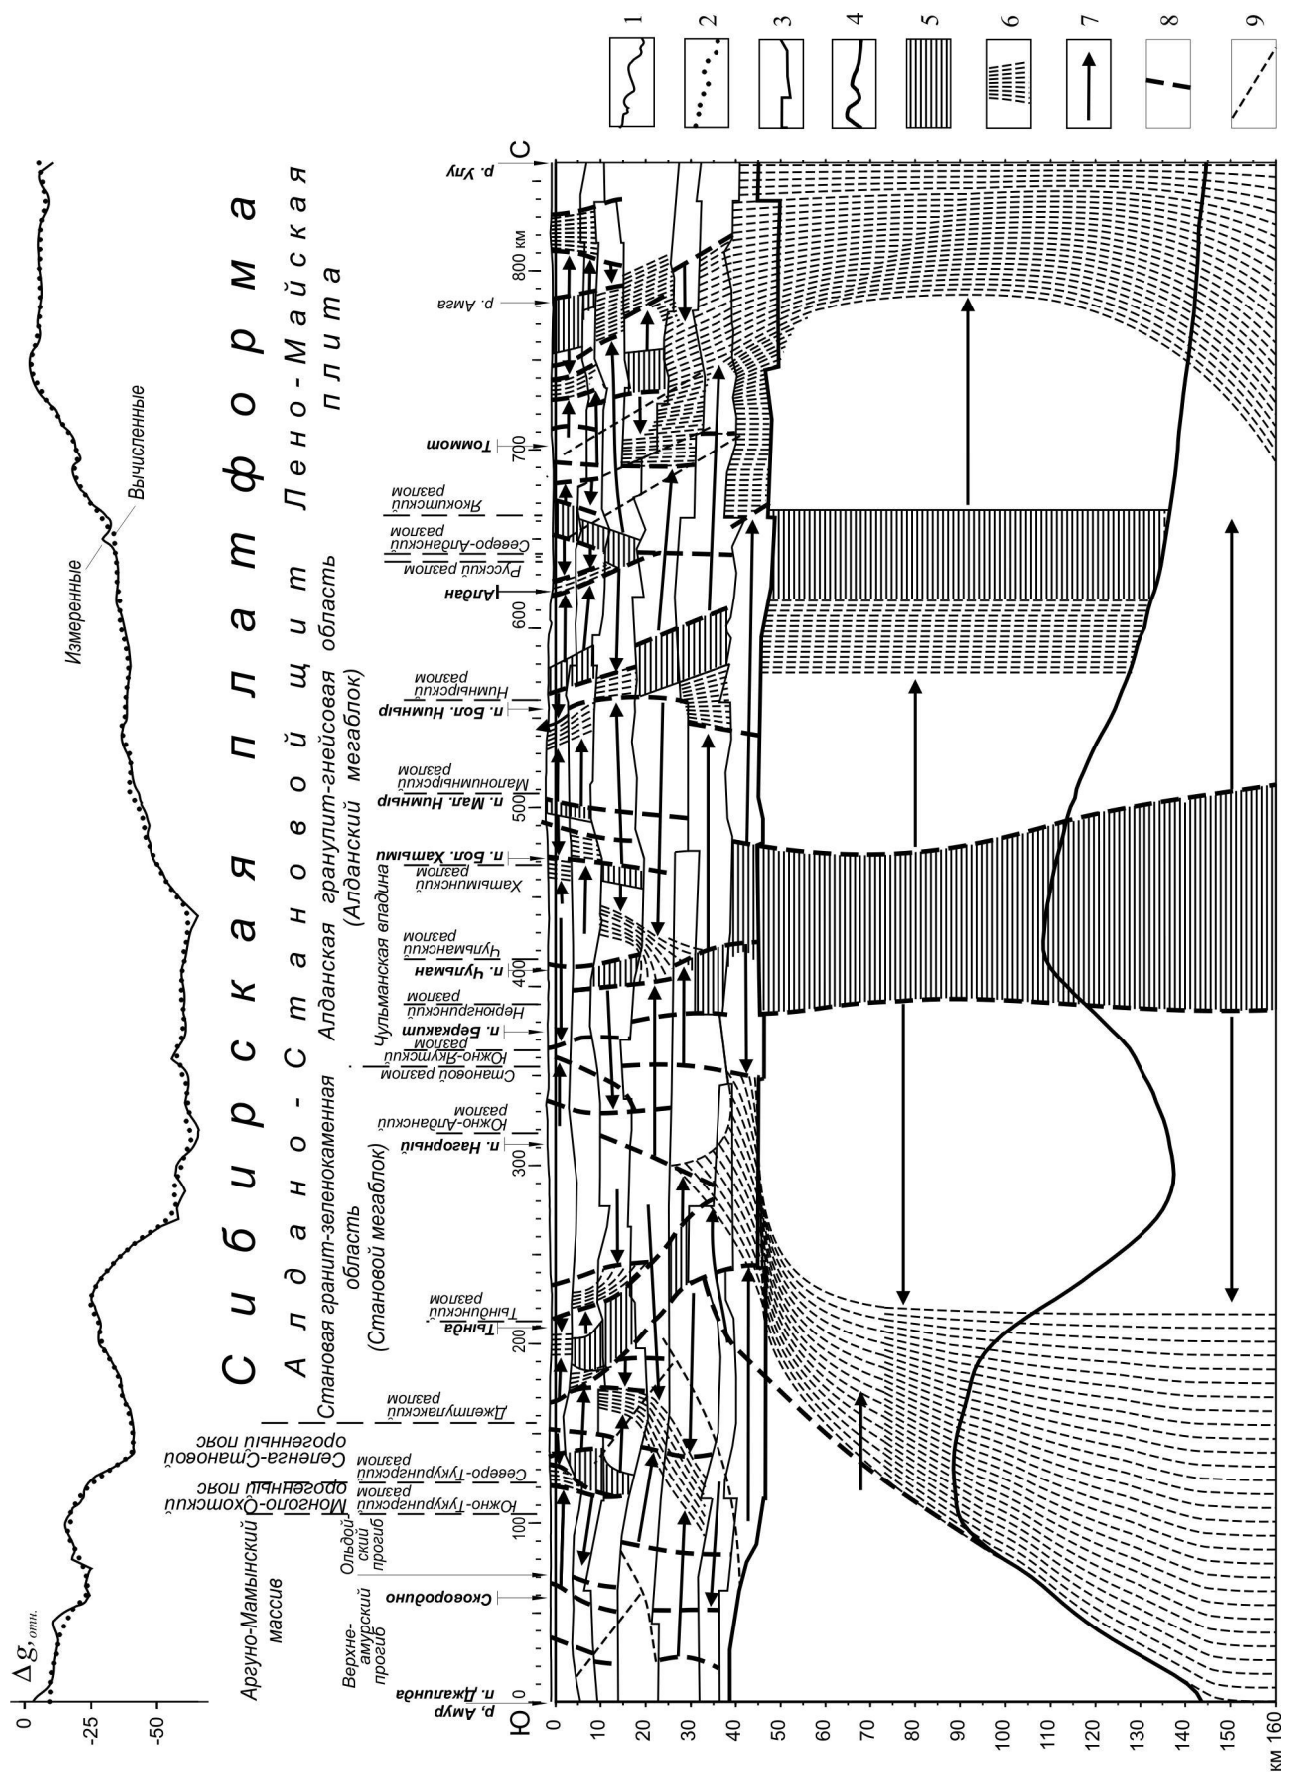 Δg, отн.
0
-25
-50
Измеренные
Вычисленные
Сибирская платформа
Алдано-Становой щит
Лено-Майская
плита
Аргуно-Мамынский
массив
Монголо-Охотский
орогенный пояс
Селенга-Становой
орогенный пояс
Становая гранит-зеленокаменная
область
(Становой мегаблок)
Алданская гранулит-гнейсовая область
(Алданский мегаблок)
Верхне-
амурский
прогиб
Ольдой-
ский
прогиб
Чульманская впадина
Южно-Тукурингрский
разлом
Северо-Тукурингрский
разлом
Джелтулакский
разлом
Тындинский
разлом
Южно-Алданский
разлом
Становой разлом
Южно-Якутский
разлом
Нерюнгринский
разлом
Чульманский
разлом
Хатыминский
разлом
Малонимнырский
разлом
Нимнырский
разлом
Русский разлом
Северо-Алданский
разлом
Якокитский
разлом
р. Амур
п. Джалинда
Сковородино
Тында
п. Нагорный
п. Беркакит
п. Чульман
п. Бол. Хатыми
п. Мал. Нимныр
п. Бол. Нимныр
Алдан
Томмот
р. Амга
р. Улу
Ю
0
100
200
300
400
500
600
700
800 км
С
0
10
20
30
40
50
60
70
80
90
100
110
120
130
140
150
км 160
1
2
3
4
5
6
7
8
9